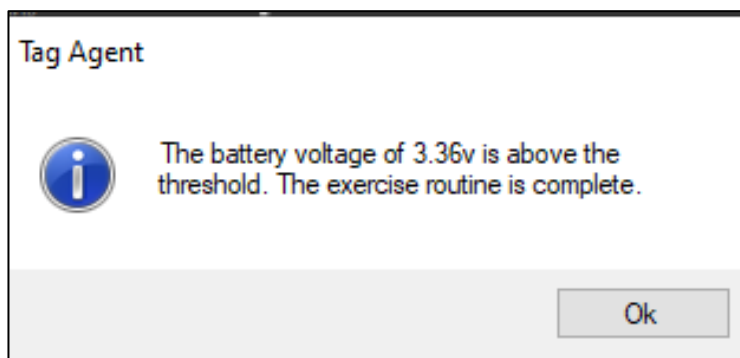 Tag Agent
The battery voltage of 3.36v is above the
threshold. The exercise routine is complete.
Ok